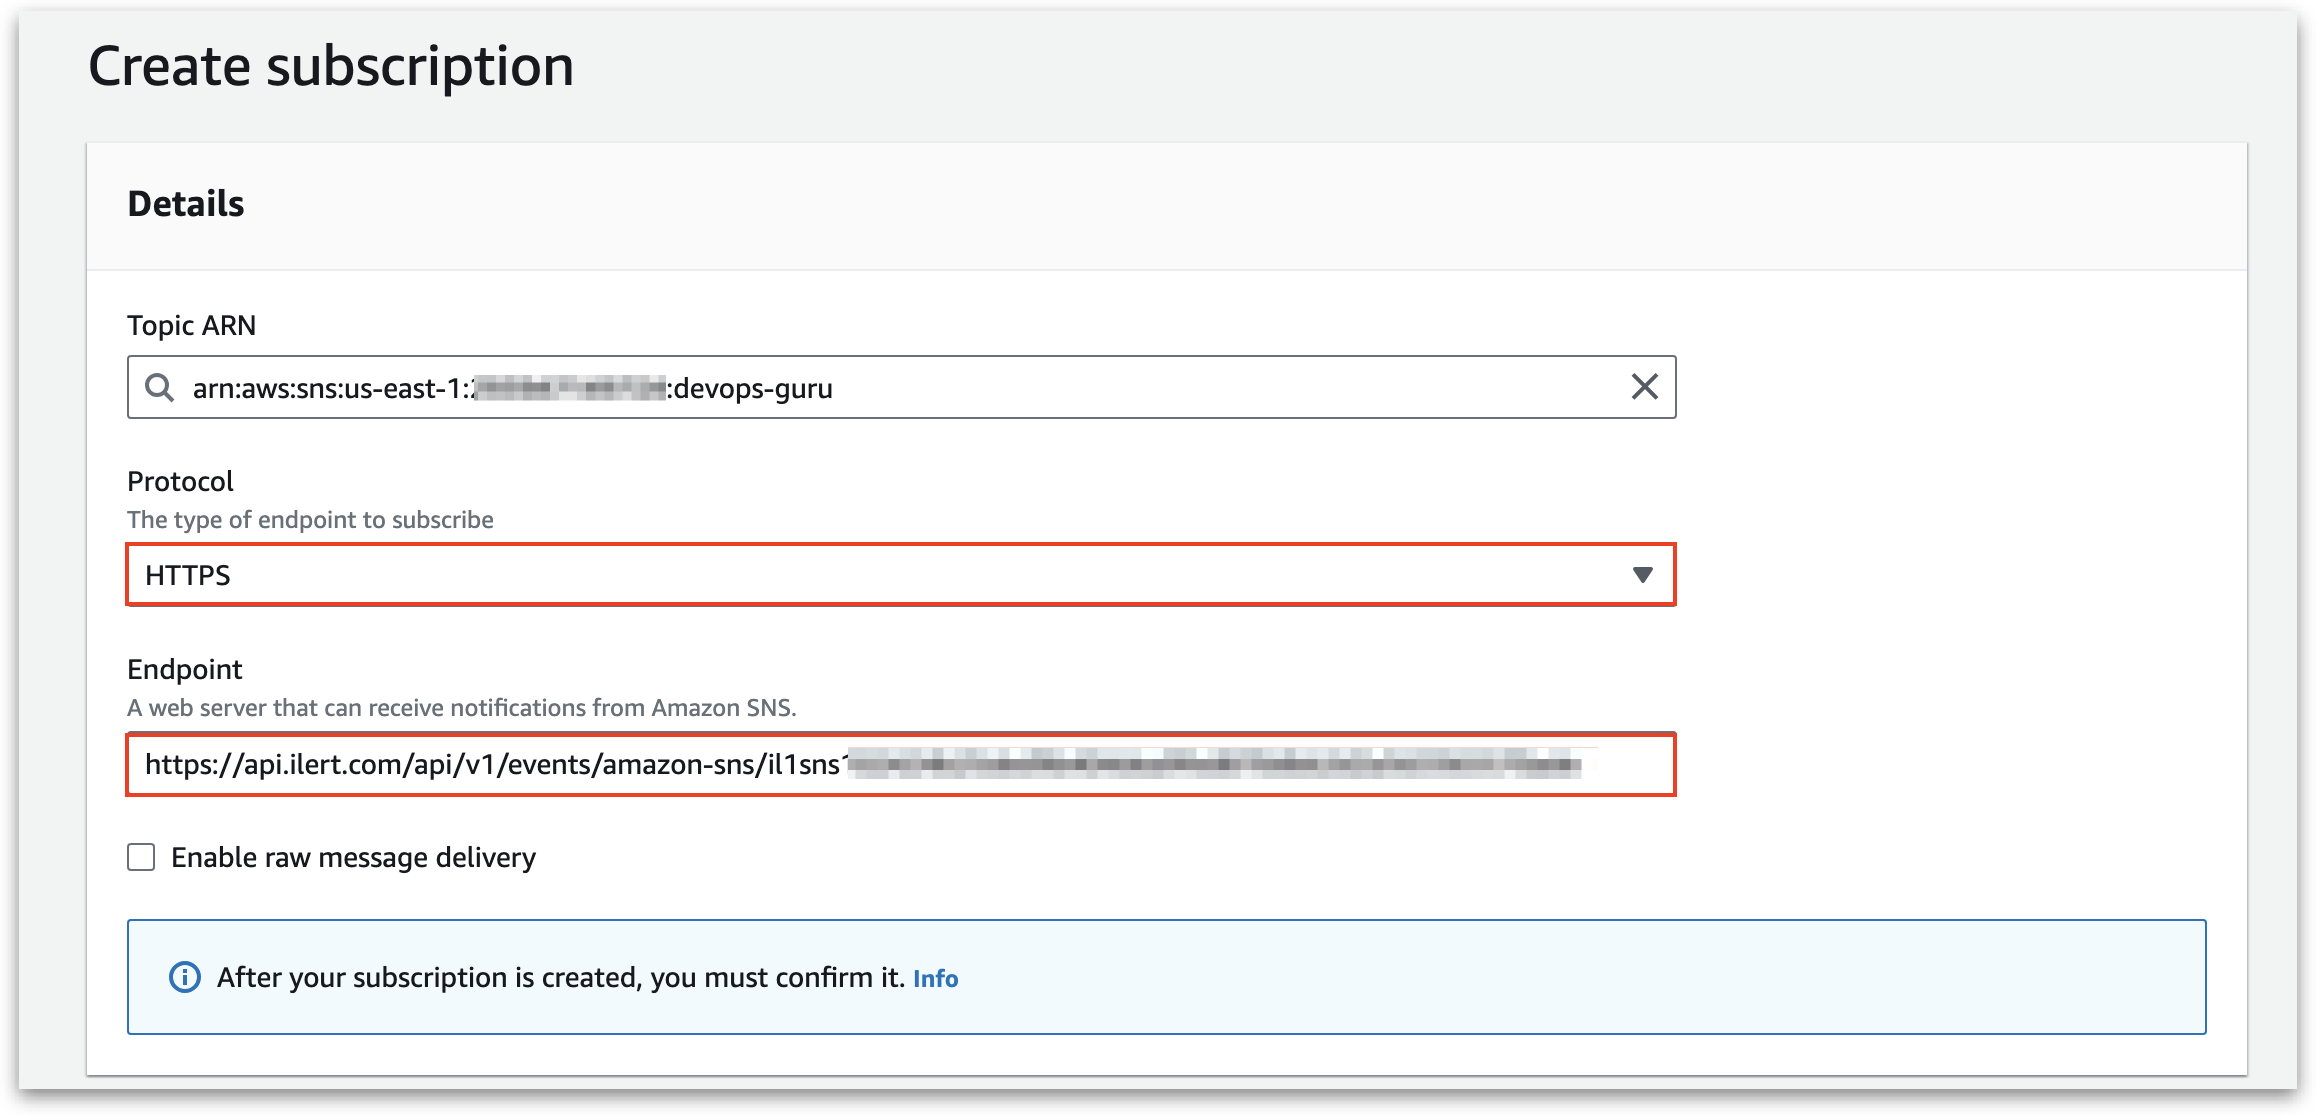 Create subscription
Details
Topic ARN
arn:aws:sns:us-east-1: :devops-guru
Protocol
The type of endpoint to subscribe
HTTPS
Endpoint
A web server that can receive notifications from Amazon SNS.
https://api.ilert.com/api/v1/events/amazon-sns/il1sns
Enable raw message delivery
After your subscription is created, you must confirm it. Info